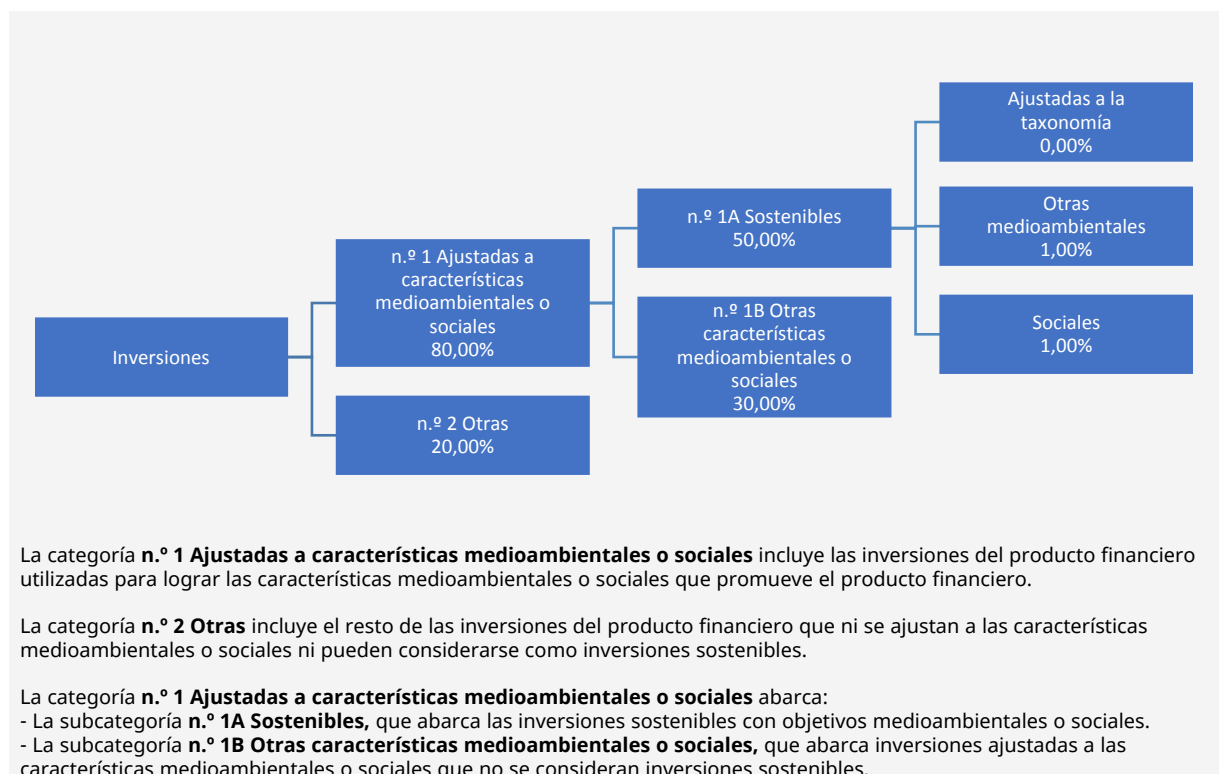 Inversiones
n.º 1 Ajustadas a
características
medioambientales o
sociales
80,00%
n.º 2 Otras
20,00%
n.º 1A Sostenibles
50,00%
n.º 1B Otras
características
medioambientales o
sociales
30,00%
Ajustadas a la
taxonomía
0,00%
Otras
medioambientales
1,00%
Sociales
1,00%
La categoría n.º 1 Ajustadas a características medioambientales o sociales incluye las inversiones del producto financiero
utilizadas para lograr las características medioambientales o sociales que promueve el producto financiero.
La categoría n.º 2 Otras incluye el resto de las inversiones del producto financiero que ni se ajustan a las características
medioambientales o sociales ni pueden considerarse como inversiones sostenibles.
La categoría n.º 1 Ajustadas a características medioambientales o sociales abarca:
- La subcategoría n.º 1A Sostenibles, que abarca las inversiones sostenibles con objetivos medioambientales o sociales.
- La subcategoría n.º 1B Otras características medioambientales o sociales, que abarca inversiones ajustadas a las
características medioambientales o sociales que no se consideran inversiones sostenibles.